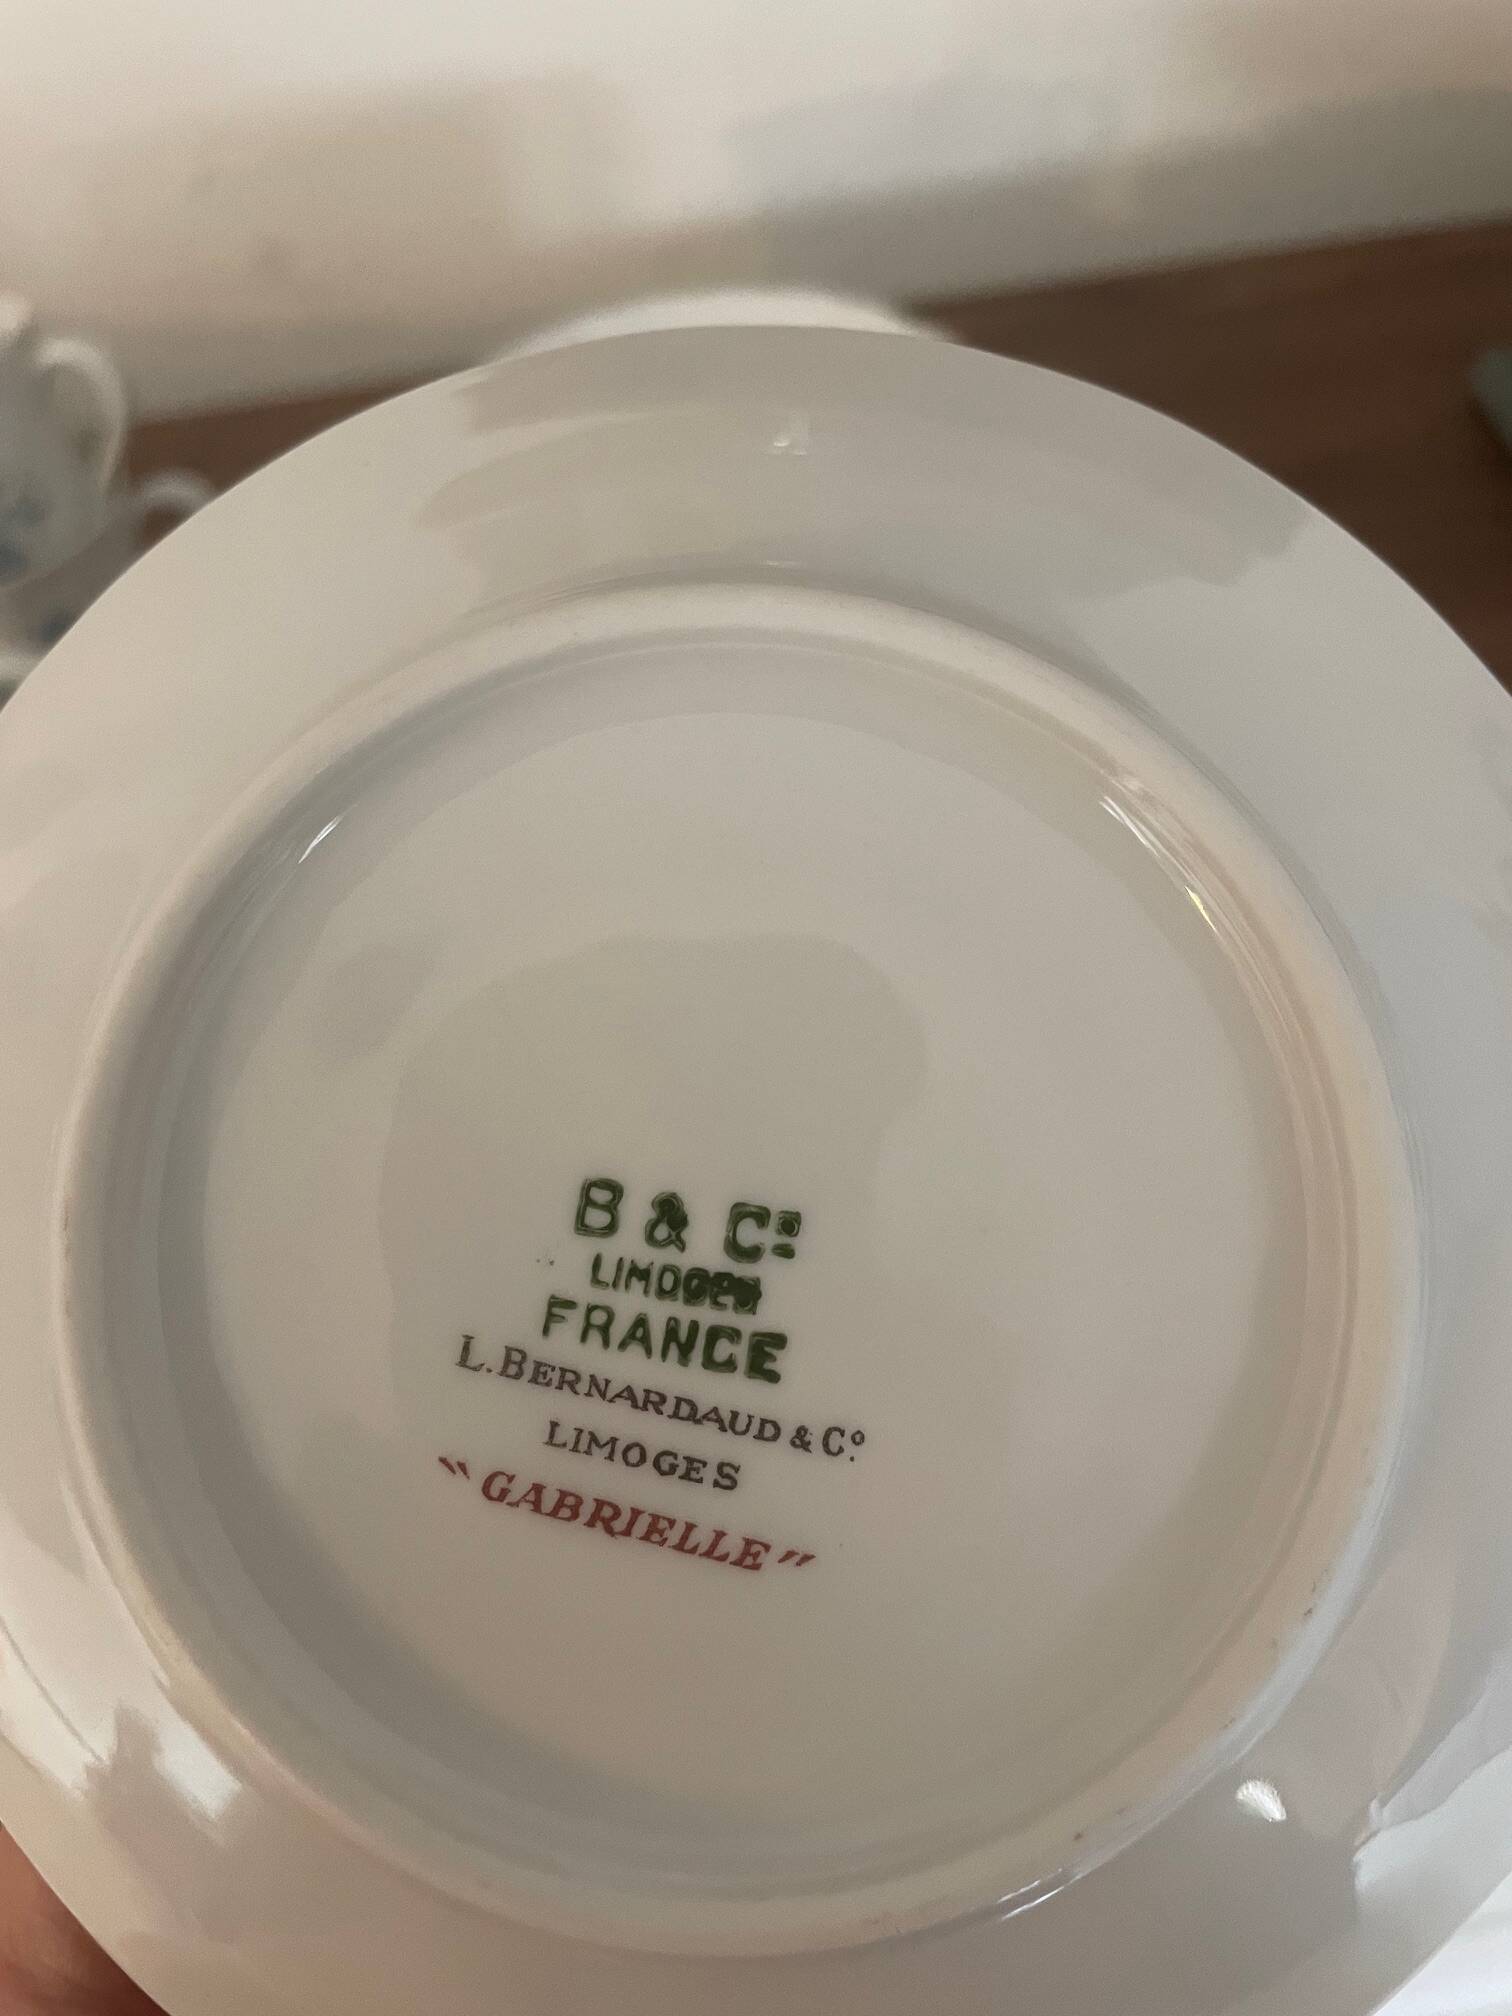 B & Cº
LIMOGES
FRANCE
L. BERNARDAUD & Cº
LIMOGES
"GABRIELLE"